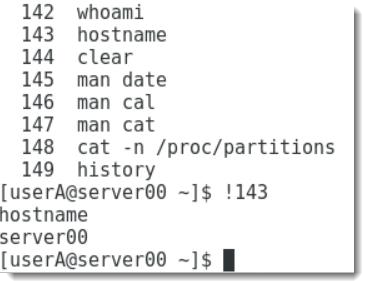 142 whoami
143 hostname
144 clear
145 man date
146 man cal
147 man cat
148 cat -n /proc/partitions
149 history
[userA@server00 ~]$ !143
hostname
server00
[userA@server00 ~]$